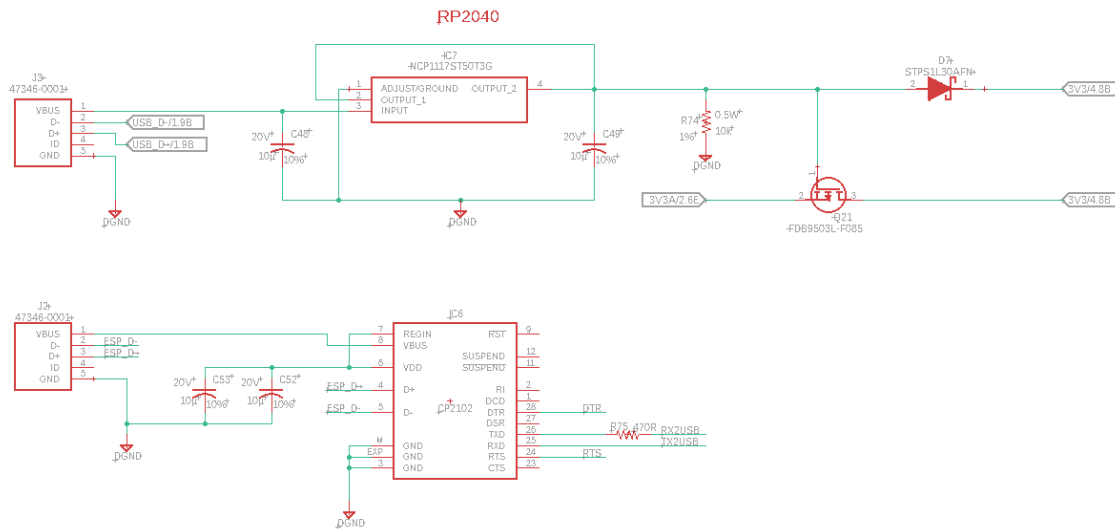 RP2040
J3
47346-0001
VBUS 1
D- 2
D+ 3
ID 4
GND 5
USB_D-/1.9B
USB_D+/1.9B
DGND
20V C48
10µ 10%
IC7
NCP1117ST50T3G
1 ADJUST/GROUND OUTPUT_2 4
2 OUTPUT_1
3 INPUT
DGND
20V C49
10µ 10%
R74 0.5W
1% 10k
DGND
D7
STPS1L30AFN
2 1
3V3/4.8B
3V3A/2.6E
1
2 3
Q21
FDB9503L-F085
3V3/4.8B
J2
47346-0001
VBUS 1
D- 2 ESP_D-
D+ 3 ESP_D+
ID 4
GND 5
20V C53
10µ 10%
20V C52
10µ 10%
DGND
IC6
CP2102
7 REGIN
8 VBUS
6 VDD
ESP_D+ 4 D+
ESP_D- 5 D-
M GND
EXP GND
3 GND
DGND
RST 9
SUSPEND 12
SUSPEND 11
RI 2
DCD 1
DTR 28 DTR
DSR 27
TXD 26 R75 470R RX2USB
RXD 25 TX2USB
RTS 24 RTS
CTS 23